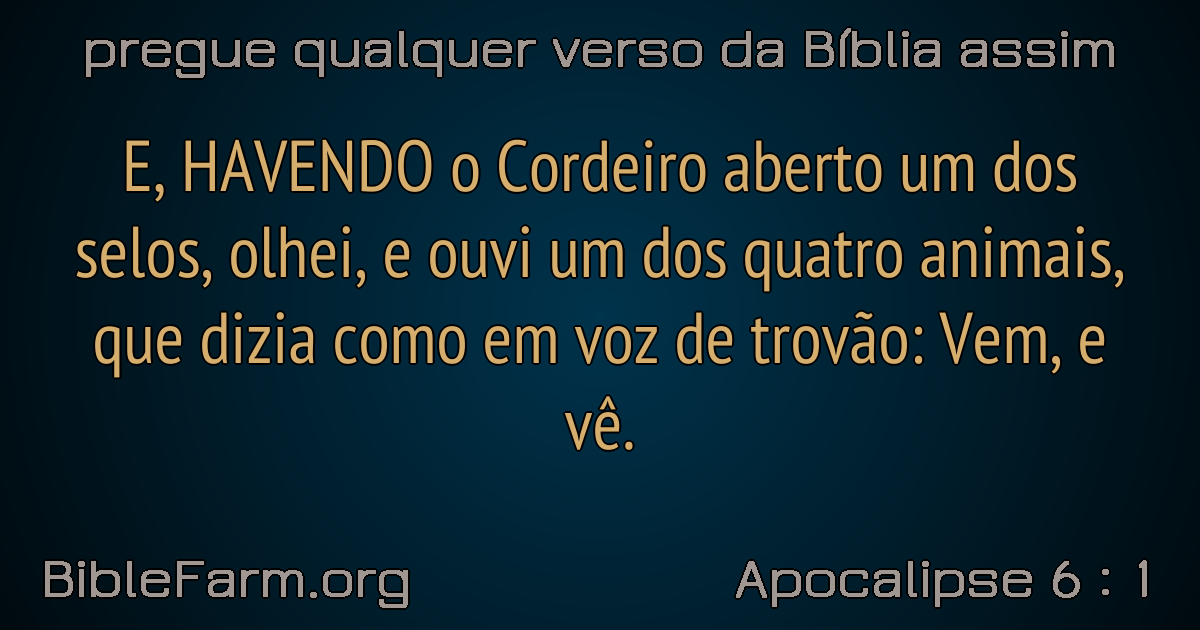 pregue qualquer verso da Bíblia assim
E, HAVENDO o Cordeiro aberto um dos
selos, olhei, e ouvi um dos quatro animais,
que dizia como em voz de trovão: Vem, e
vê.
BibleFarm.org
Apocalipse 6 : 1